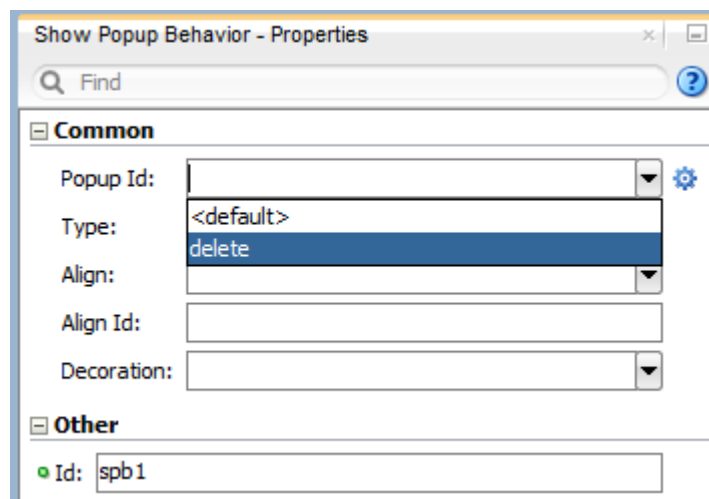 Show Popup Behavior - Properties
Find
Common
Popup Id:
<default>
Type:
delete
Align:
Align Id:
Decoration:
Other
Id: spb1